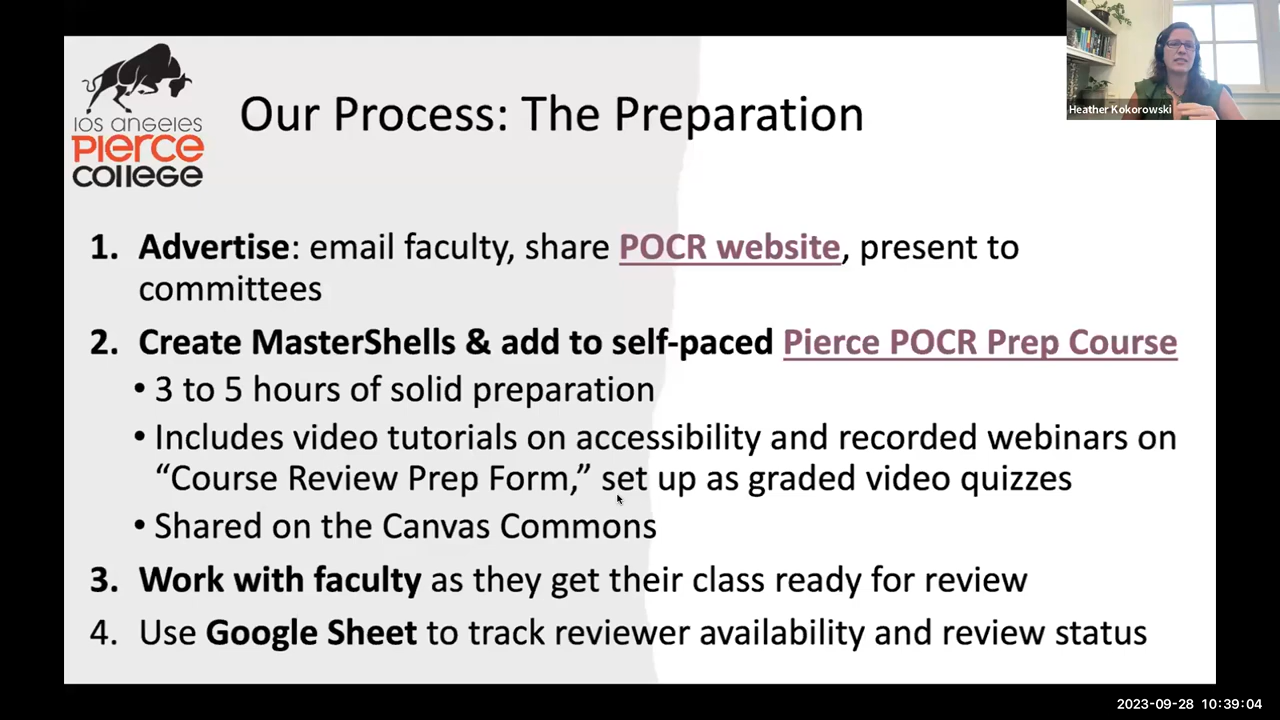 los angeles
PIERCE
COLLEGE
Our Process: The Preparation
Heather Kokorowski
1. Advertise: email faculty, share POCR website, present to
committees
2. Create MasterShells & add to self-paced Pierce POCR Prep Course
• 3 to 5 hours of solid preparation
• Includes video tutorials on accessibility and recorded webinars on
“Course Review Prep Form,” set up as graded video quizzes
• Shared on the Canvas Commons
3. Work with faculty as they get their class ready for review
4. Use Google Sheet to track reviewer availability and review status
2023-09-28 10:39:04